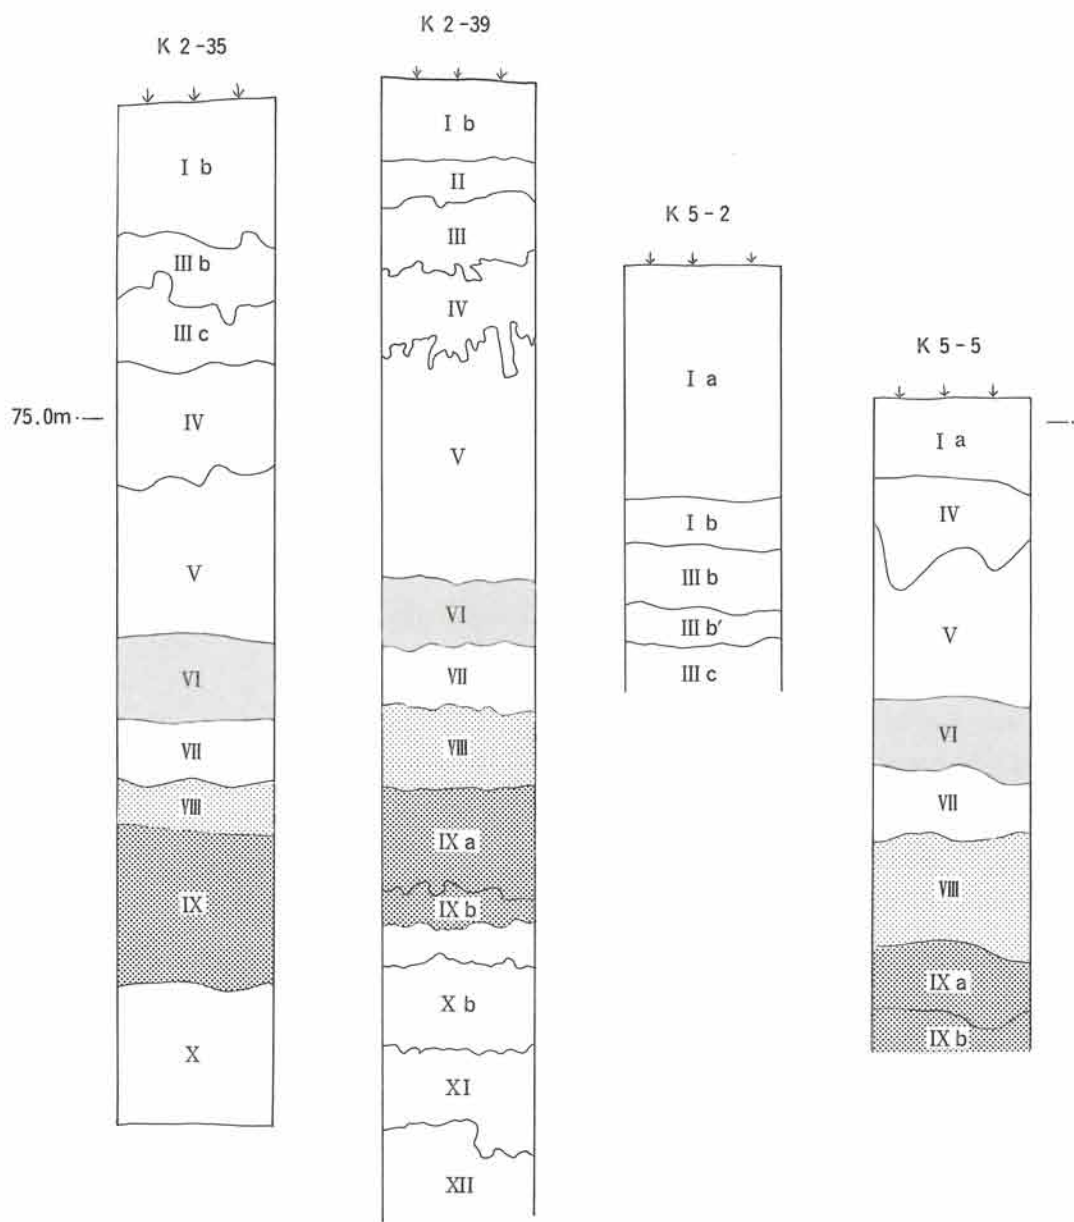 K 2-35
I b
III b
III c
75.0m
IV
V
VI
VII
VIII
IX
X
K 2-39
I b
II
III
IV
V
VI
VII
VIII
IX a
IX b
X b
XI
XII
K 5-2
I a
I b
III b
III b′
III c
K 5-5
I a
IV
V
VI
VII
VIII
IX a
IX b